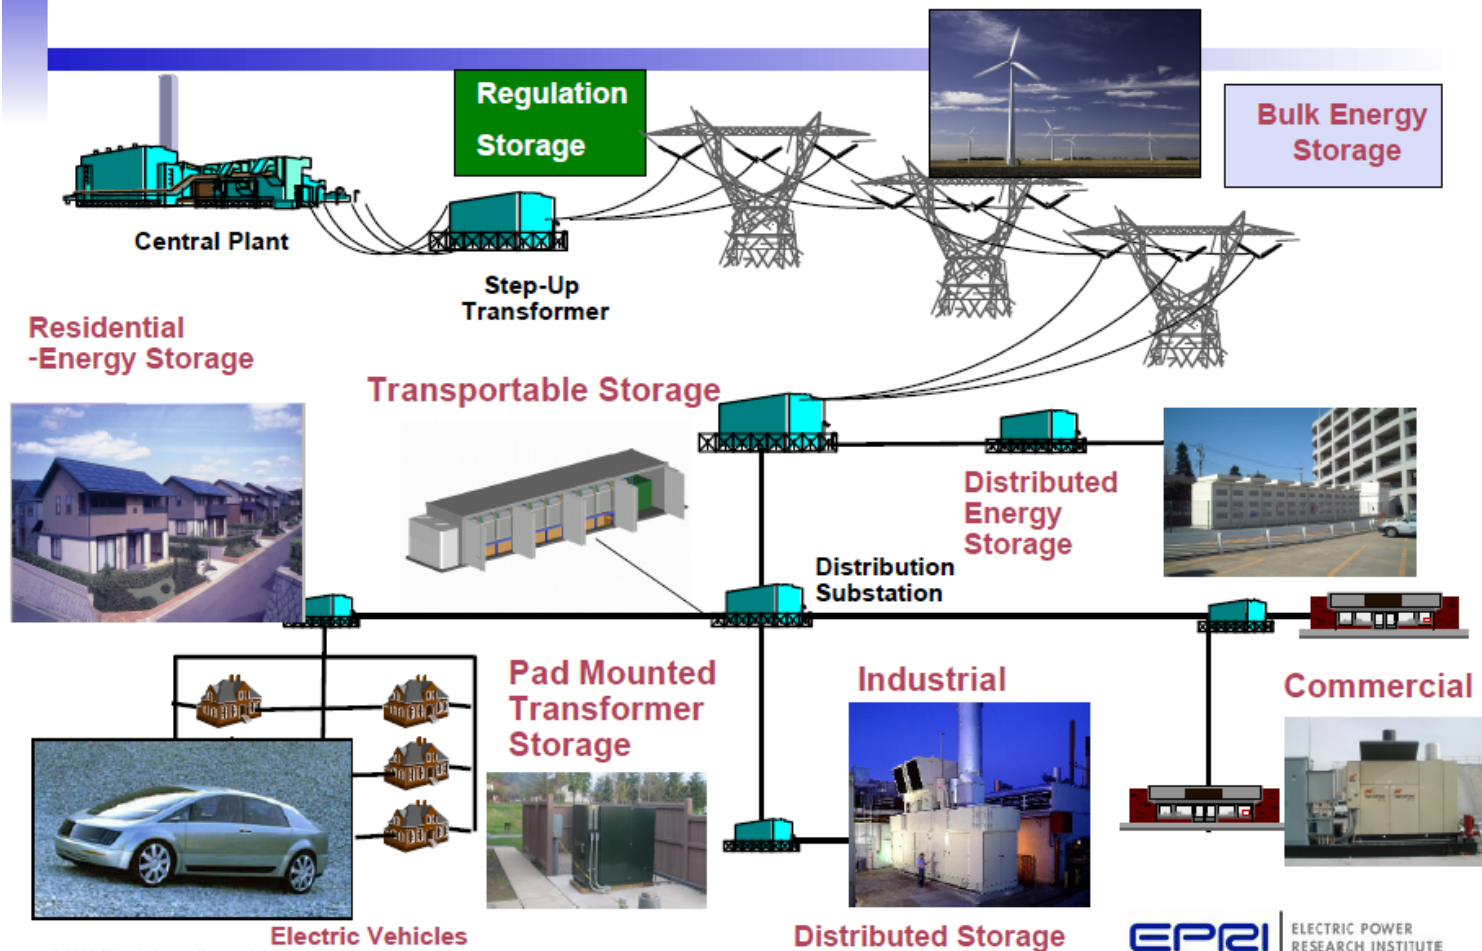 Regulation
Storage
Bulk Energy
Storage
Central Plant
Step-Up
Transformer
Residential
-Energy Storage
Transportable Storage
Distributed
Energy
Storage
Distribution
Substation
Pad Mounted
Transformer
Storage
Industrial
Commercial
Electric Vehicles
Distributed Storage
EPRI
ELECTRIC POWER
RESEARCH INSTITUTE